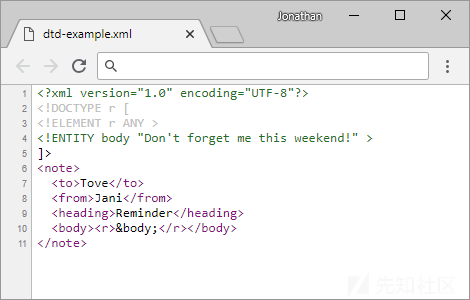 Jonathan
dtd-example.xml
1 <?xml version="1.0" encoding="UTF-8"?>
2 <!DOCTYPE r [
3 <!ELEMENT r ANY >
4 <!ENTITY body "Don't forget me this weekend!" >
5 ]>
6 <note>
7 <to>Tove</to>
8 <from>Jani</from>
9 <heading>Reminder</heading>
10 <body><r>&body;</r></body>
11 </note>
先知社区